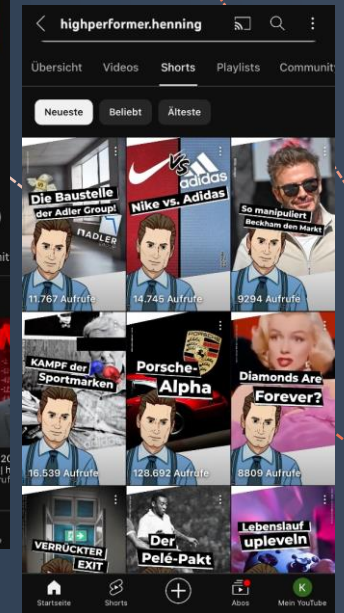 highperformer.henning
Übersicht Videos Shorts Playlists Community
Neueste Beliebt Älteste
Die Baustelle
der Adler Group!
ADLER
11.767 Aufrufe
VS
adidas
Nike vs. Adidas
14.745 Aufrufe
So manipuliert
Beckham den Markt
9294 Aufrufe
KAMPF der
Sportmarken
16.539 Aufrufe
Porsche-
Alpha
128.692 Aufrufe
Diamonds Are
Forever?
8809 Aufrufe
VERRÜCKTER
EXIT
Der
Pelé-Pakt
Lebenslauf
upleveln
Startseite Shorts Abos Mein YouTube
K